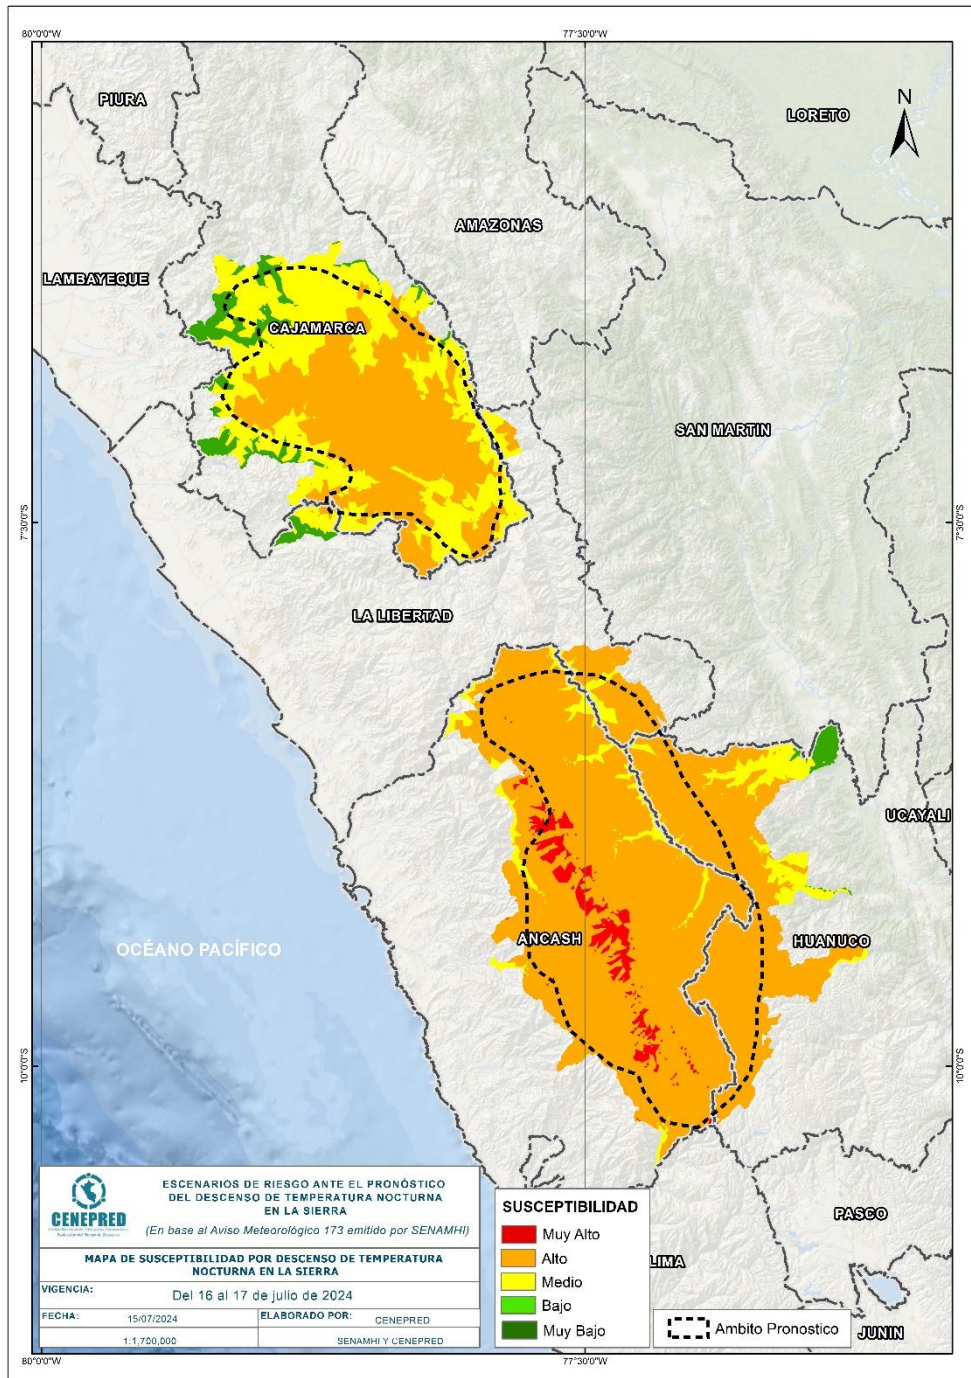 80°0'0"W
77°30'0"W
PIURA
LORETO
N
AMAZONAS
LAMBAYEQUE
CAJAMARCA
SAN MARTIN
7°30'0"S
7°30'0"S
LA LIBERTAD
UCAYALI
ANCASH
HUANUCO
OCÉANO PACÍFICO
10°0'0"S
10°0'0"S
CENEPRED
ESCENARIOS DE RIESGO ANTE EL PRONÓSTICO
DEL DESCENSO DE TEMPERATURA NOCTURNA
EN LA SIERRA
(En base al Aviso Meteorológico 173 emitido por SENAMHI)
MAPA DE SUSCEPTIBILIDAD POR DESCENSO DE TEMPERATURA
NOCTURNA EN LA SIERRA
VIGENCIA:
Del 16 al 17 de julio de 2024
FECHA:
15/07/2024
ELABORADO POR:
CENEPRED
1:1,700,000
SENAMHI Y CENEPRED
SUSCEPTIBILIDAD
Muy Alto
Alto
Medio
Bajo
Muy Bajo
LIMA
PASCO
Ambito Pronostico
JUNIN
80°0'0"W
77°30'0"W